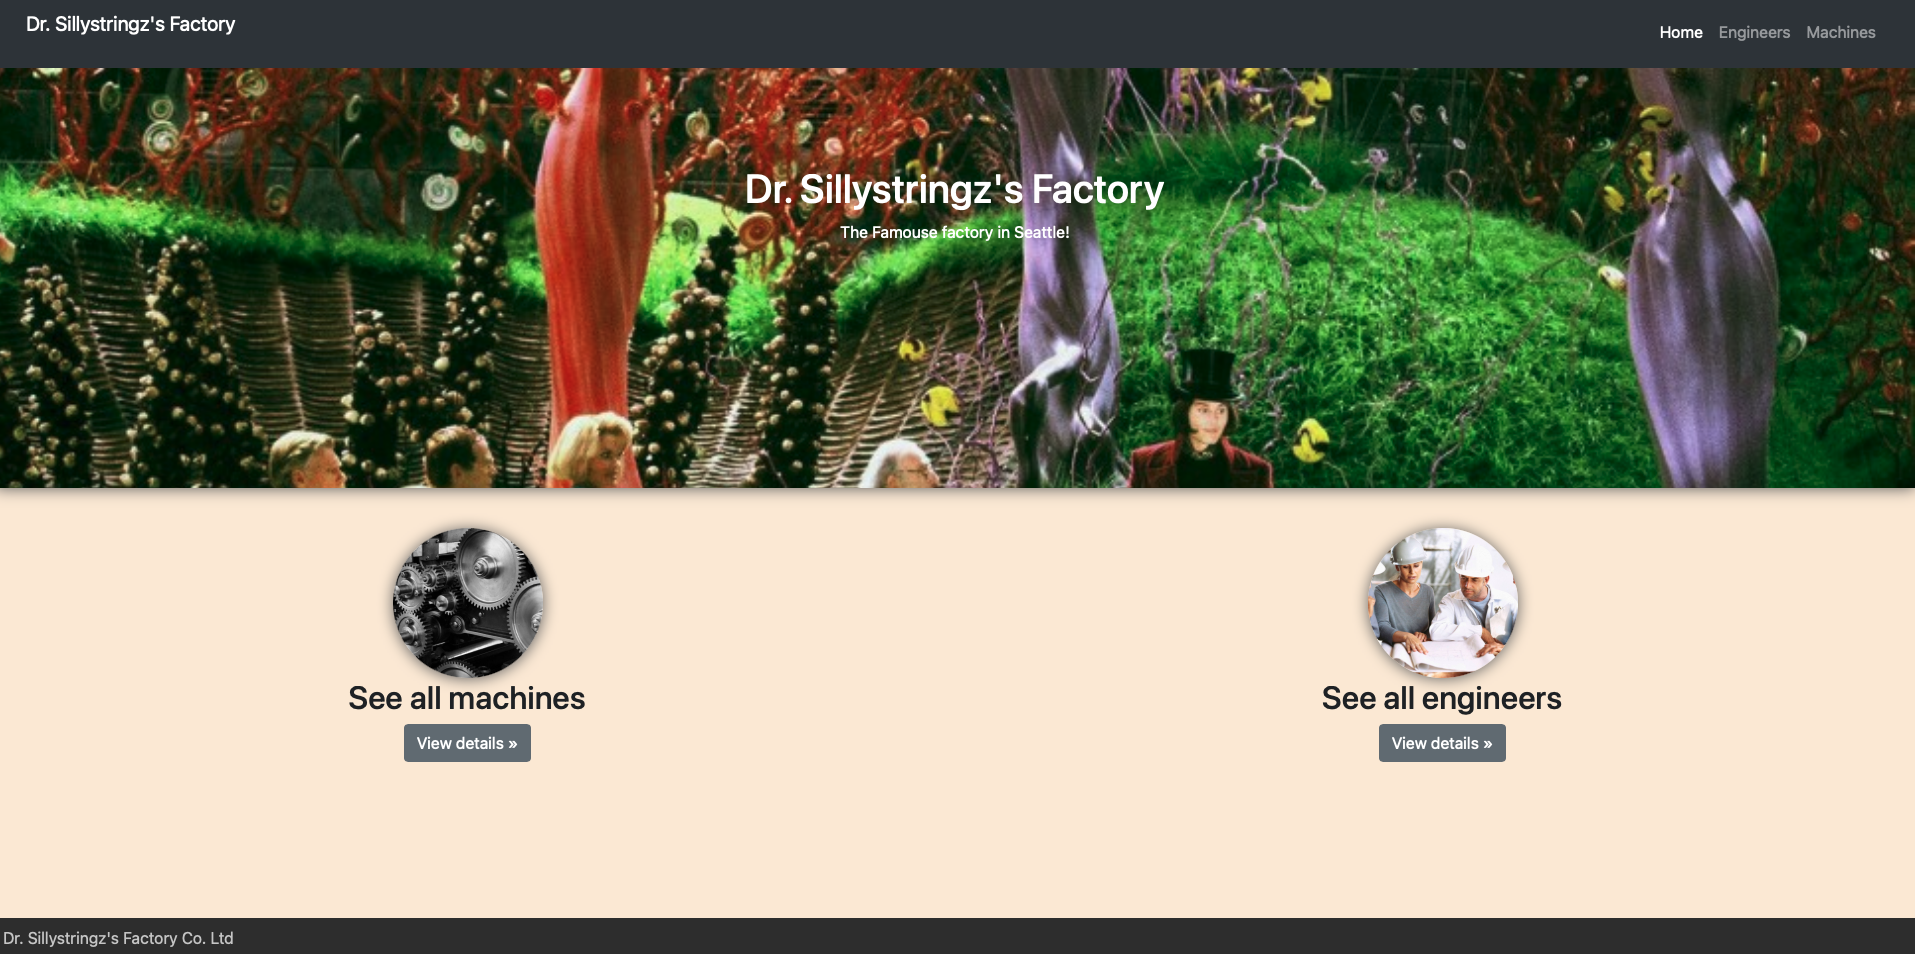 Dr. Sillystringz's Factory
Home Engineers Machines
Dr. Sillystringz's Factory
The Famouse factory in Seattle!
See all machines
See all engineers
View details »
View details »
Dr. Sillystringz's Factory Co. Ltd